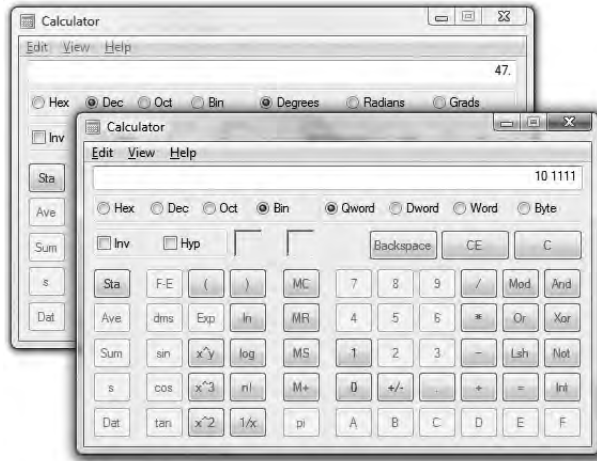 Calculator
Edit View Help
47.
Hex Dec Oct Bin Degrees Radians Grads
Inv
Sta
Ave
Sum
s
Dat
Calculator
Edit View Help
10 1111
Hex Dec Oct Bin Qword Dword Word Byte
Inv Hyp Backspace CE C
Sta F-E ( ) MC 7 8 9 / Mod And
Ave dms Exp ln MR 4 5 6 * Or Xor
Sum sin x^y log MS 1 2 3 - Lsh Not
s cos x^3 n! M+ 0 +/- . + = Int
Dat tan x^2 1/x pi A B C D E F